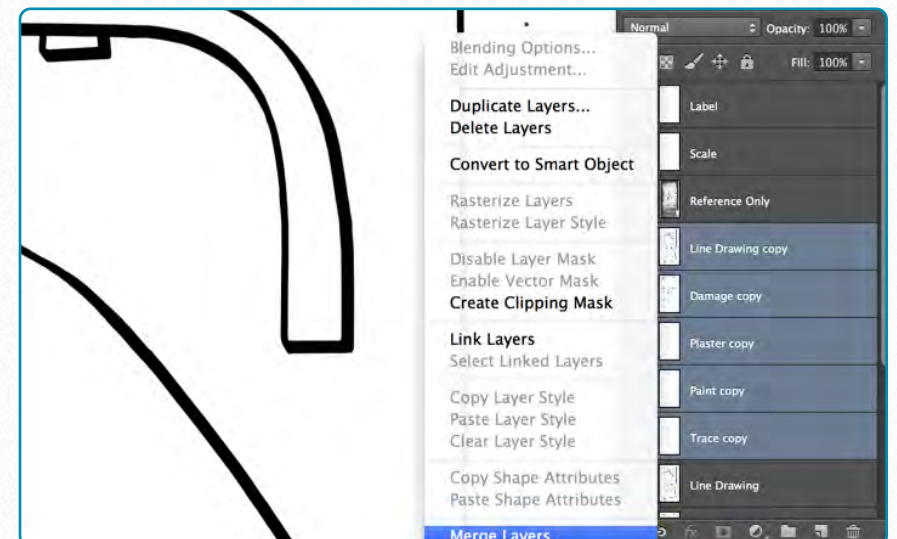 Blending Options...
Edit Adjustment...
Duplicate Layers...
Delete Layers
Convert to Smart Object
Rasterize Layers
Rasterize Layer Style
Disable Layer Mask
Enable Vector Mask
Create Clipping Mask
Link Layers
Select Linked Layers
Copy Layer Style
Paste Layer Style
Clear Layer Style
Copy Shape Attributes
Paste Shape Attributes
Merge Layers
Normal Opacity: 100%
Fill: 100%
Label
Scale
Reference Only
Line Drawing copy
Damage copy
Plaster copy
Paint copy
Trace copy
Line Drawing
fx